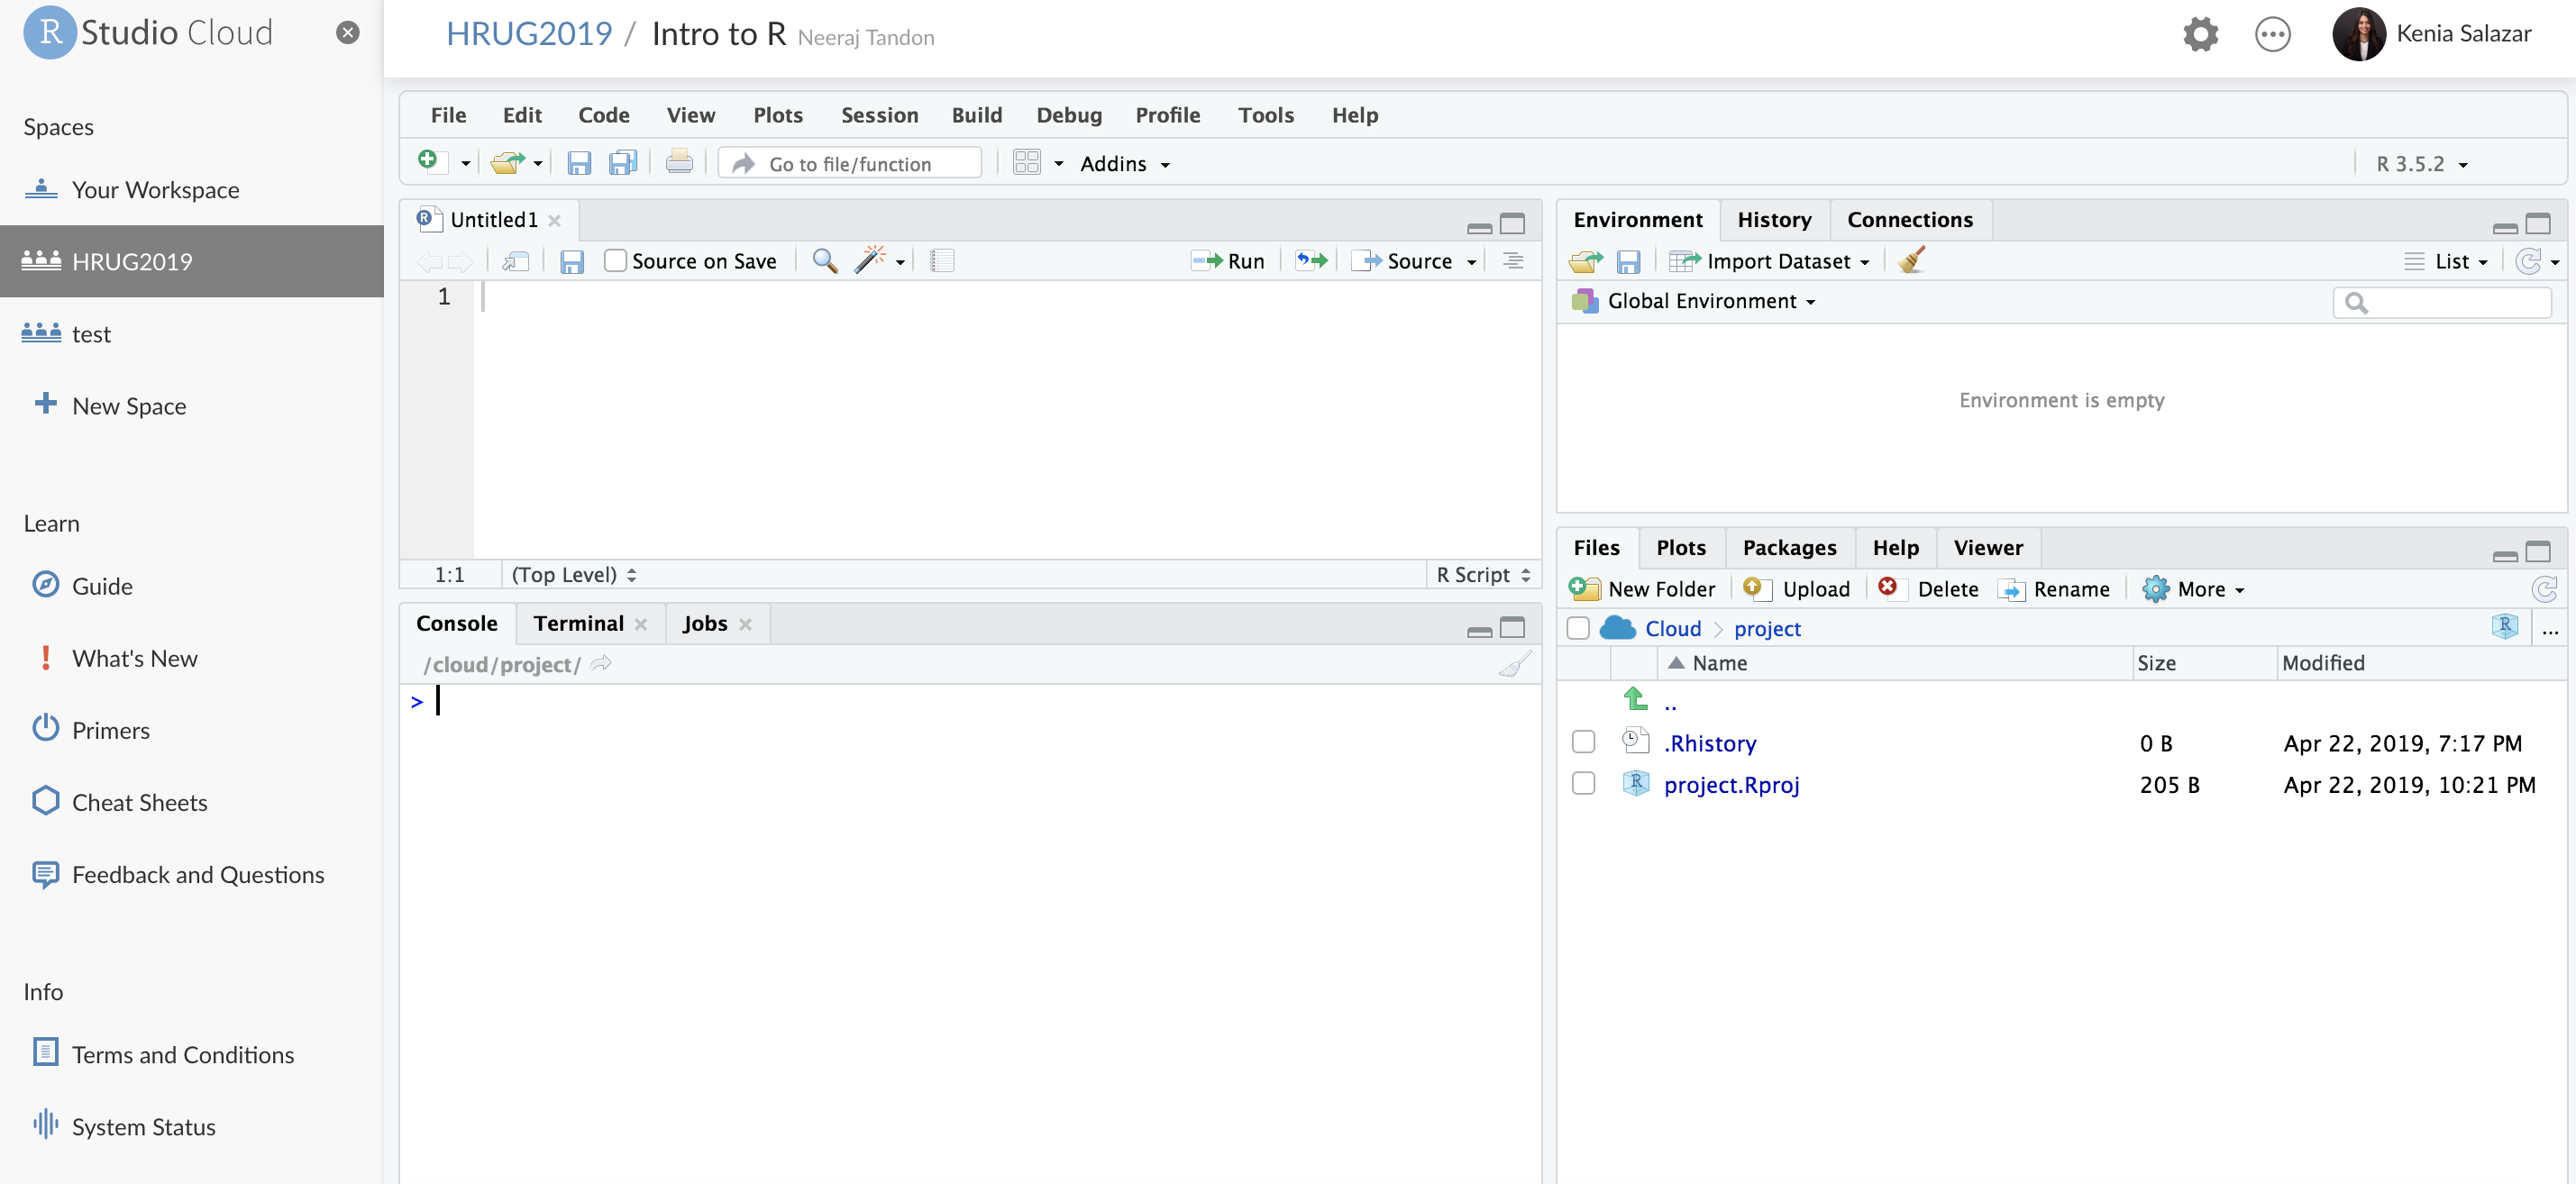 R Studio Cloud
HRUG2019 / Intro to R Neeraj Tandon
Kenia Salazar
Spaces
Your Workspace
HRUG2019
test
New Space
Learn
Guide
What's New
Primers
Cheat Sheets
Feedback and Questions
Info
Terms and Conditions
System Status
File Edit Code View Plots Session Build Debug Profile Tools Help
Go to file/function Addins R 3.5.2
Untitled1
Source on Save Run Source
1
1:1 (Top Level) R Script
Console Terminal Jobs
/cloud/project/
>
Environment History Connections
Import Dataset List
Global Environment
Environment is empty
Files Plots Packages Help Viewer
New Folder Upload Delete Rename More
Cloud project R ...
Name Size Modified
..
.Rhistory 0 B Apr 22, 2019, 7:17 PM
project.Rproj 205 B Apr 22, 2019, 10:21 PM